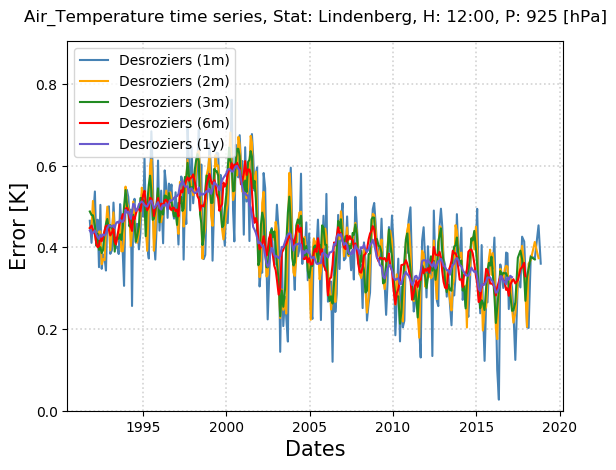 Air_Temperature time series, Stat: Lindenberg, H: 12:00, P: 925 [hPa]
Desroziers (1m)
Desroziers (2m)
Desroziers (3m)
Desroziers (6m)
Desroziers (1y)
Error [K]
0.8
0.6
0.4
0.2
0.0
1995 2000 2005 2010 2015 2020
Dates